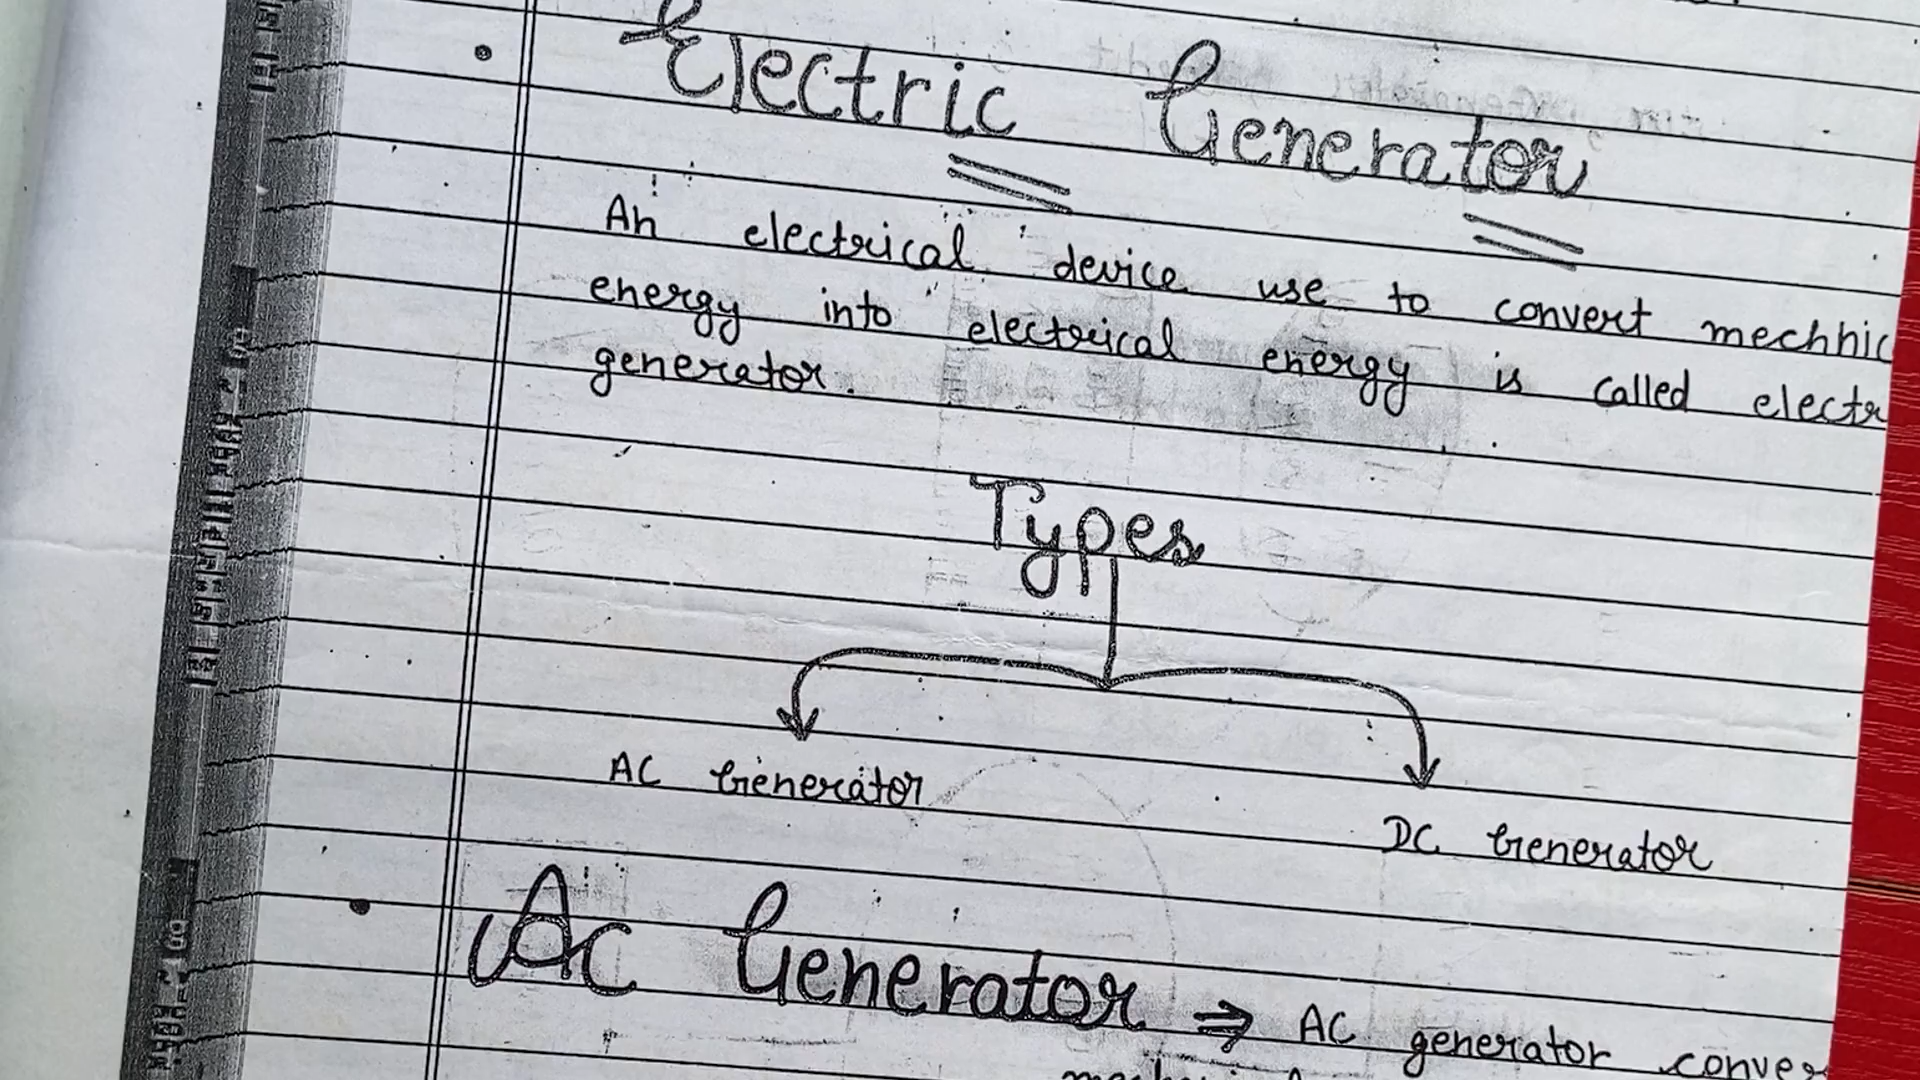 Electric Generator
An electrical device use to convert mechhic
energy into electrical energy is called electr
generator.
Types
AC Generator
DC Generator
Ac Generator ⇒ AC generator conver